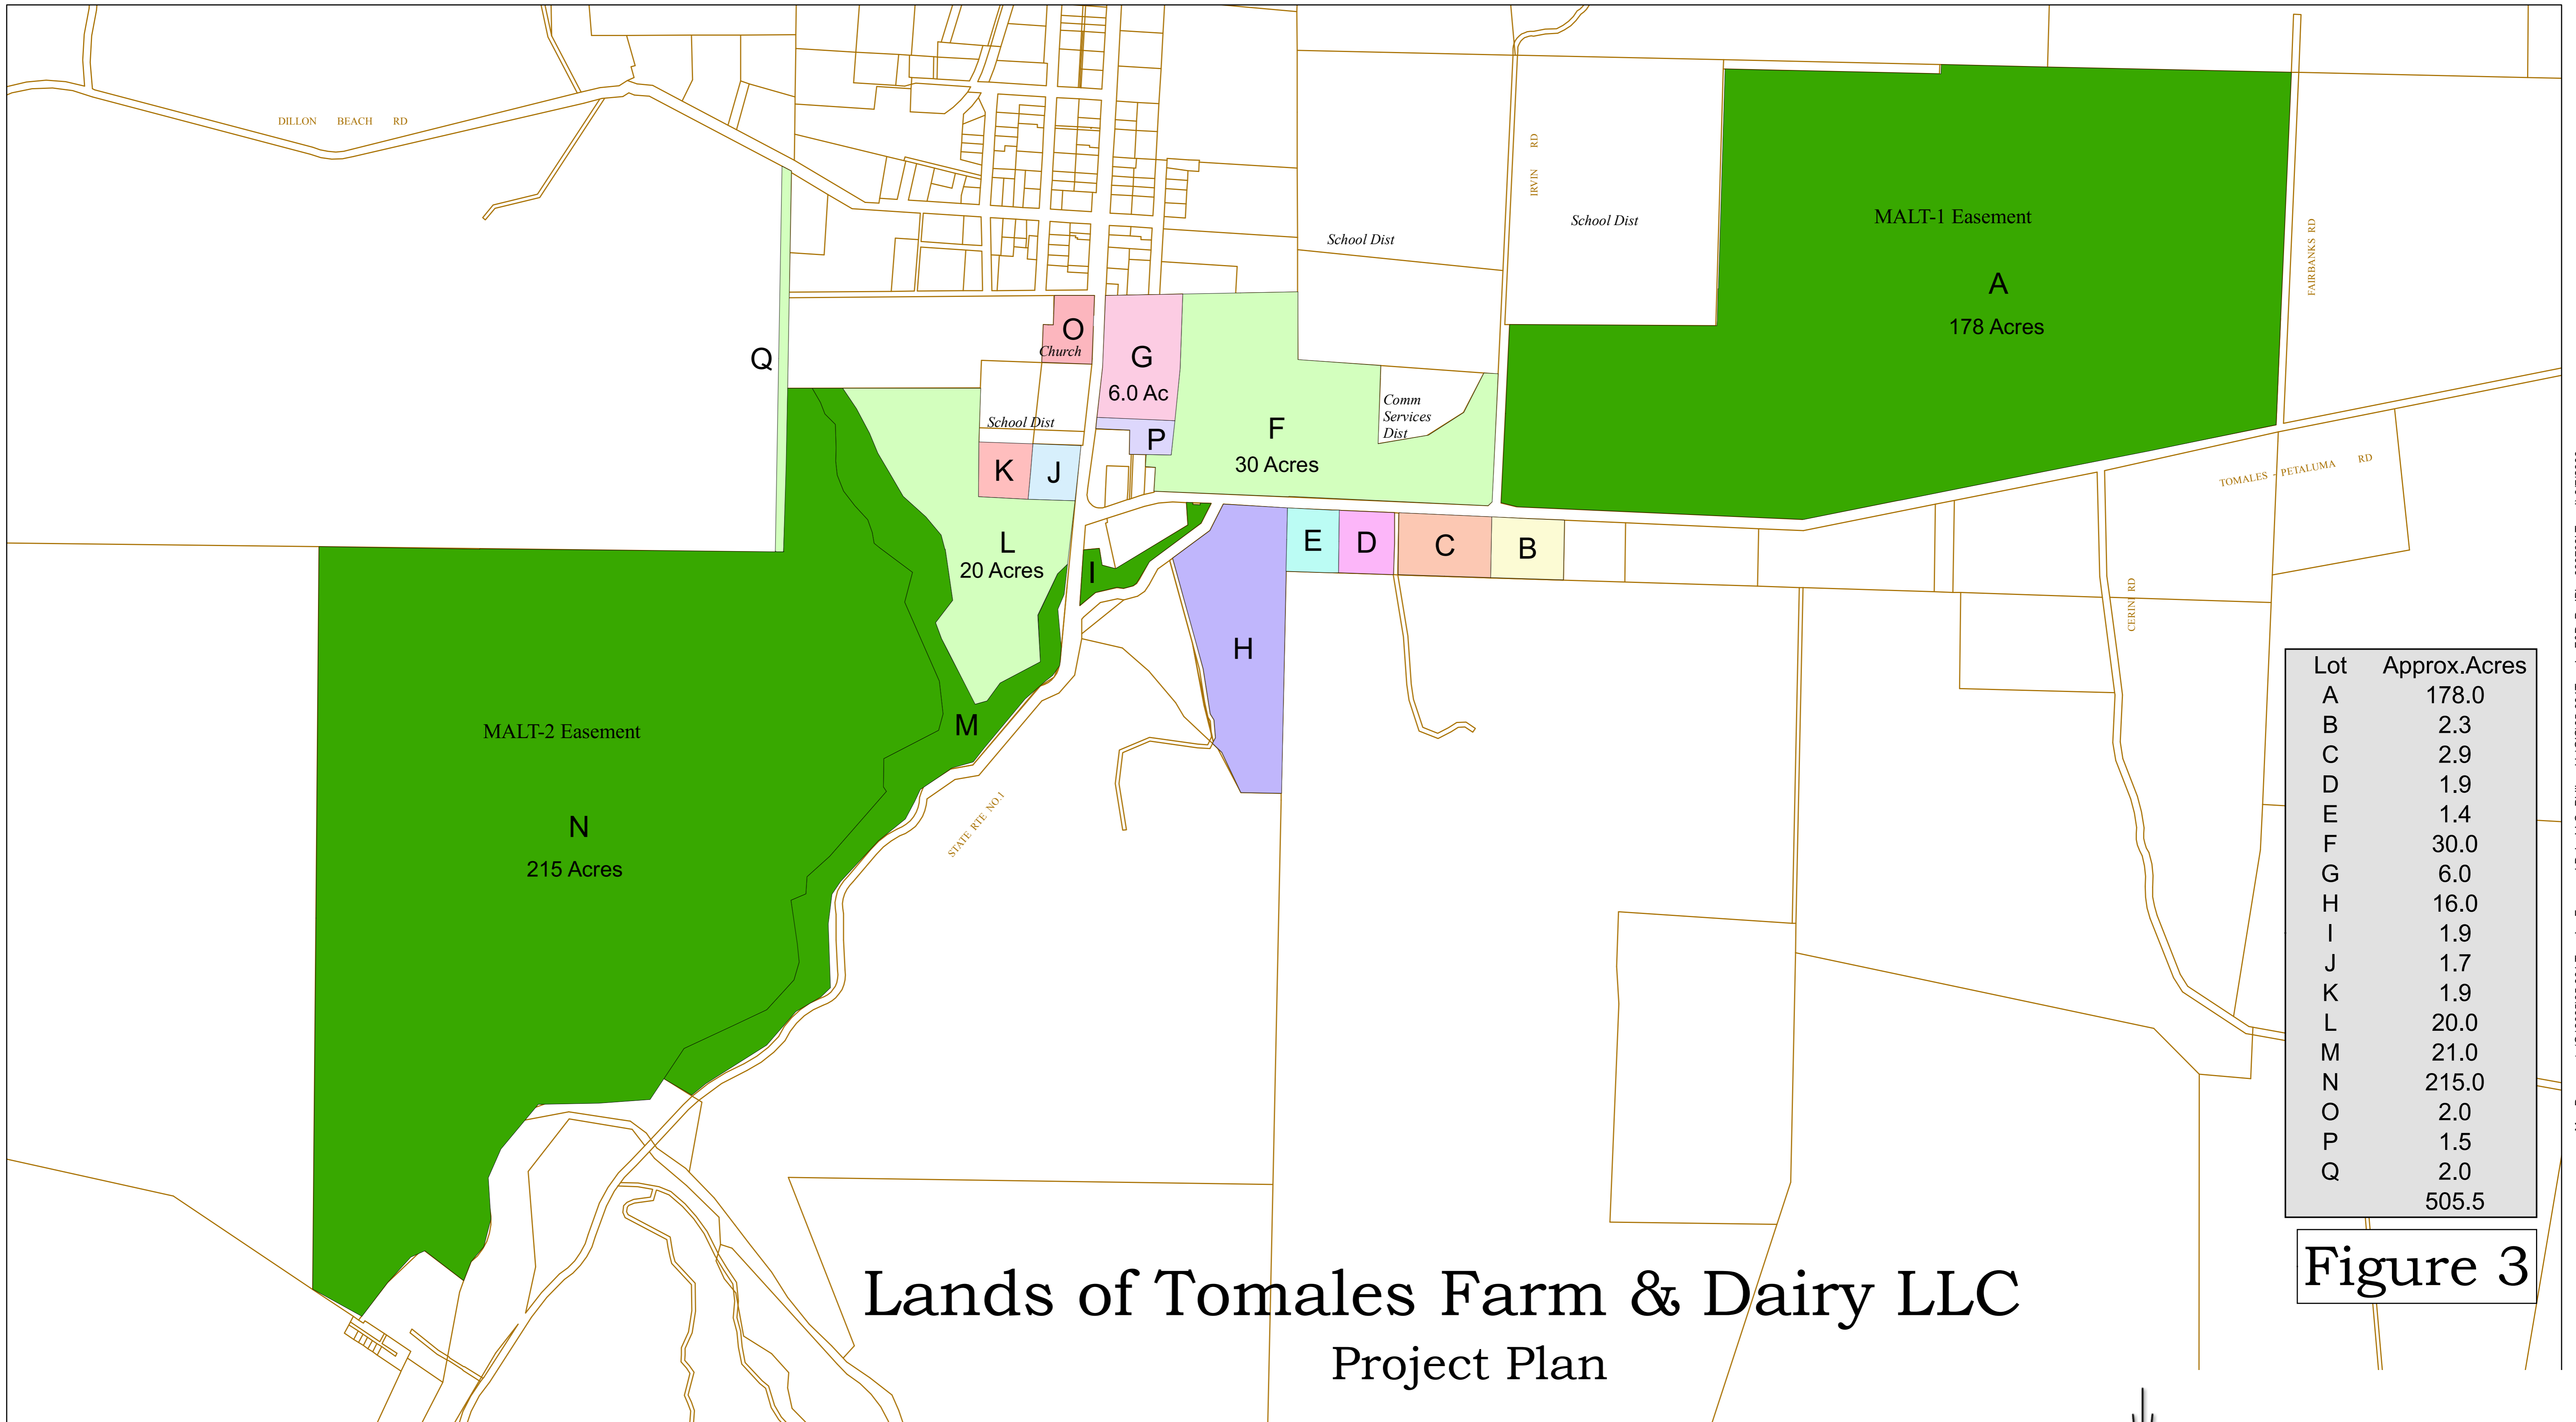 DILLON BEACH RD
IRVIN RD
School Dist
School Dist
MALT-1 Easement
A
178 Acres
FAIRBANKS RD
O
Church
Q
G
6.0 Ac
Comm
Services
Dist
School Dist
F
30 Acres
P
K
J
TOMALES - PETALUMA RD
L
20 Acres
I
E
D
C
B
CERINI RD
H
M
MALT-2 Easement
N
215 Acres
STATE RTE NO.1
Lot Approx.Acres
A 178.0
B 2.3
C 2.9
D 1.9
E 1.4
F 30.0
G 6.0
H 16.0
I 1.9
J 1.7
K 1.9
L 20.0
M 21.0
N 215.0
O 2.0
P 1.5
Q 2.0
505.5
Figure 3
Lands of Tomales Farm & Dairy LLC
Project Plan